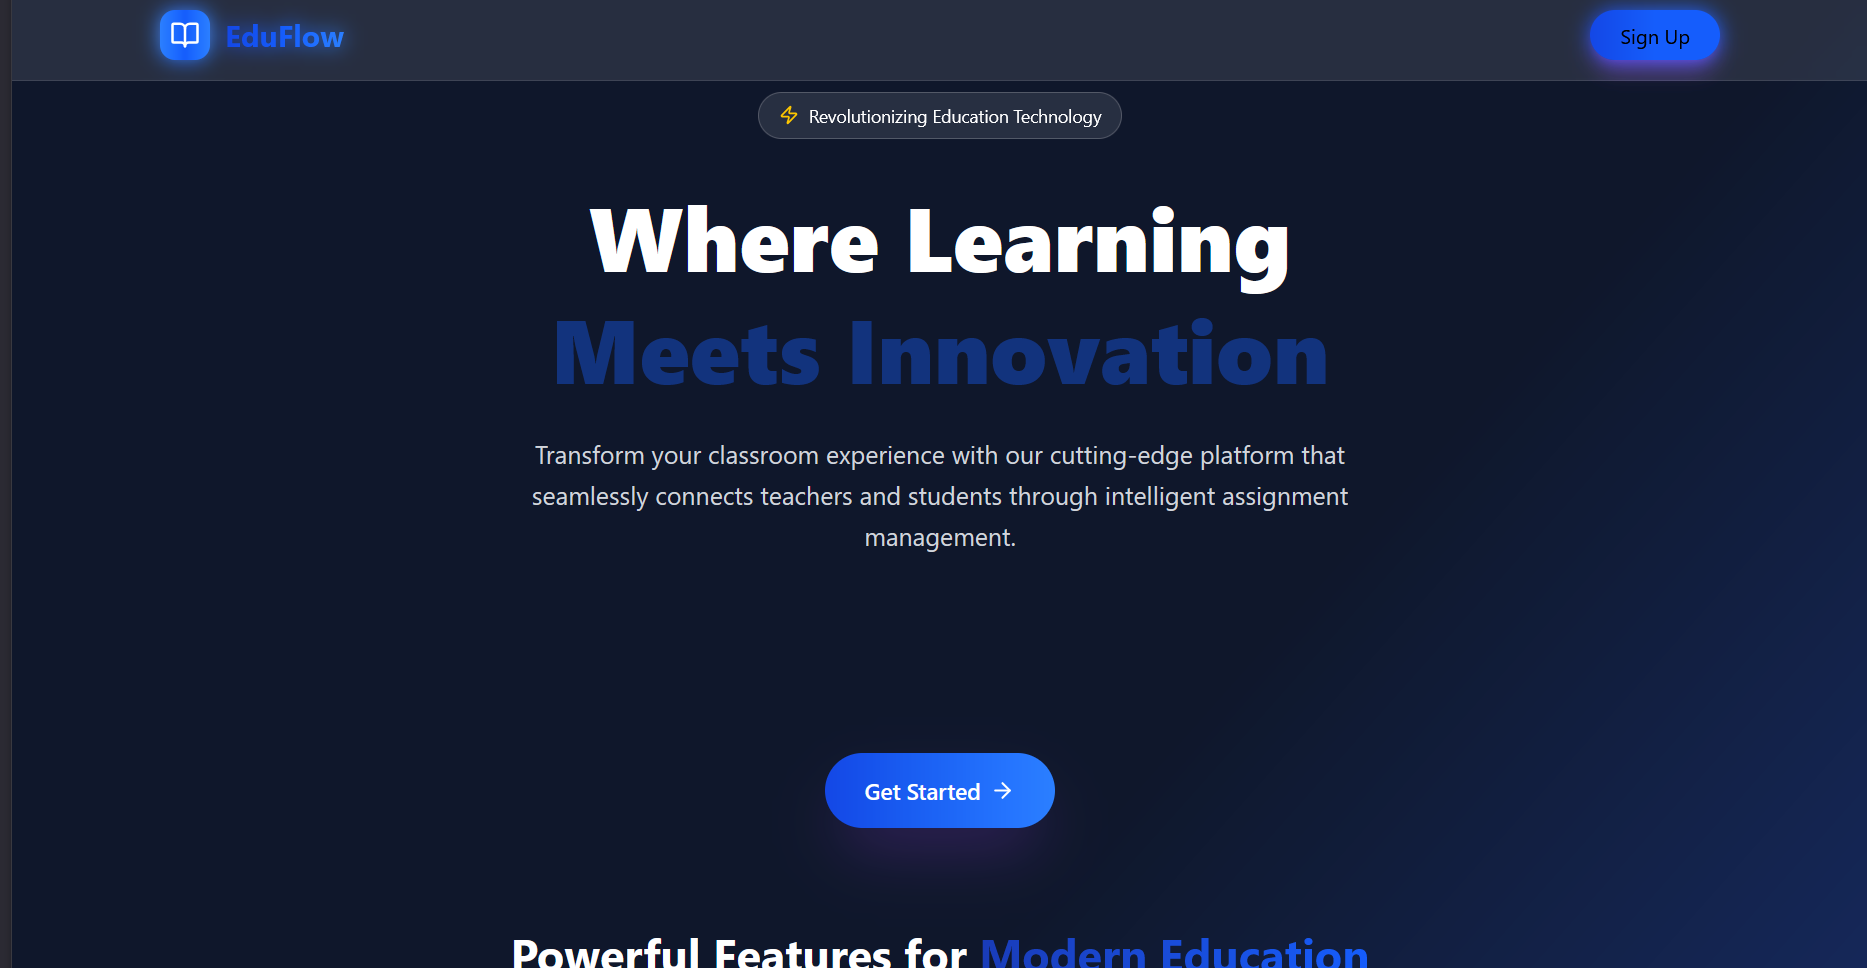 EduFlow
Sign Up
Revolutionizing Education Technology
Where Learning
Meets Innovation
Transform your classroom experience with our cutting-edge platform that
seamlessly connects teachers and students through intelligent assignment
management.
Get Started
Powerful Features for Modern Education